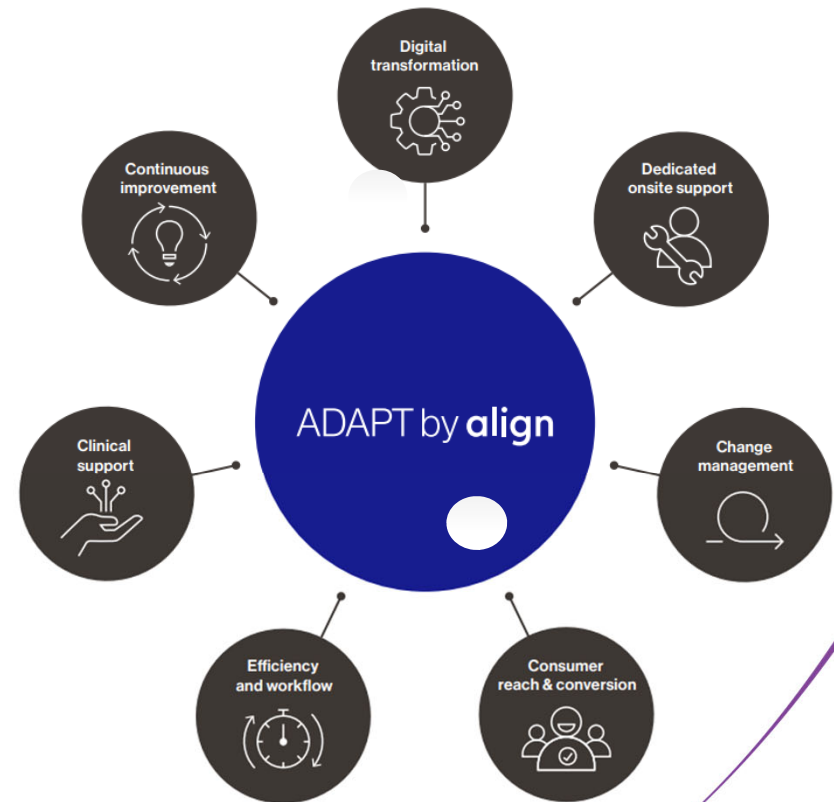 Digital
transformation
Continuous
improvement
Dedicated
onsite support
ADAPT by align
Clinical
support
Change
management
Efficiency
and workflow
Consumer
reach & conversion